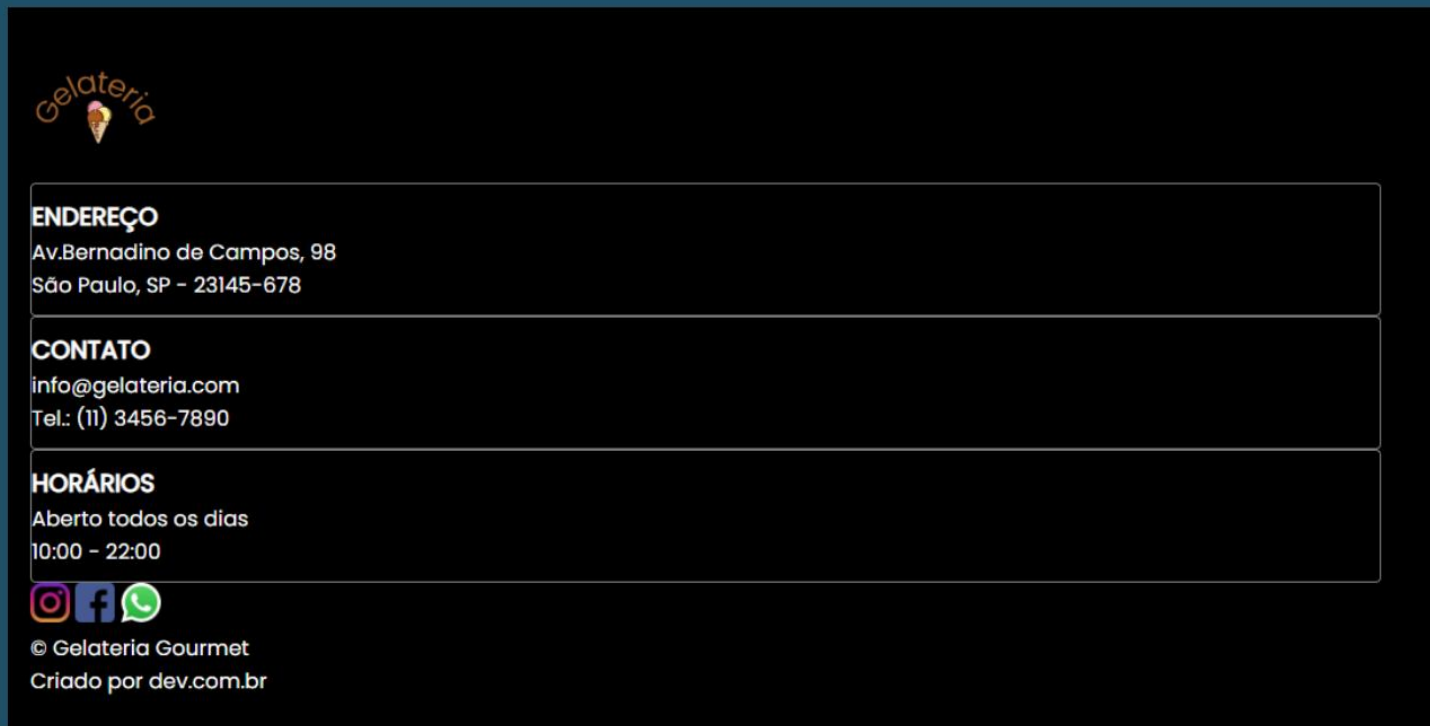 Gelateria
ENDEREÇO
Av.Bernadino de Campos, 98
São Paulo, SP - 23145-678
CONTATO
info@gelateria.com
Tel.: (11) 3456-7890
HORÁRIOS
Aberto todos os dias
10:00 - 22:00
© Gelateria Gourmet
Criado por dev.com.br